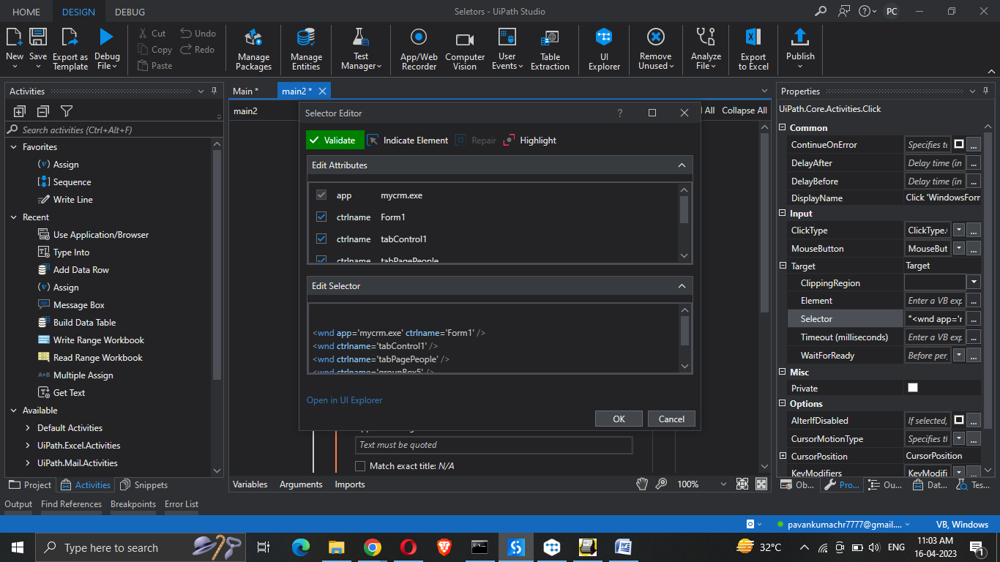 HOME DESIGN DEBUG Seletors - UiPath Studio PC
New Save Export as Template Debug File Cut Copy Paste Undo Redo Manage Packages Manage Entities Test Manager App/Web Recorder Computer Vision User Events Table Extraction UI Explorer Remove Unused Analyze File Export to Excel Publish
Activities
Search activities (Ctrl+Alt+F)
Favorites
Assign
Sequence
Write Line
Recent
Use Application/Browser
Type Into
Add Data Row
Assign
Message Box
Build Data Table
Write Range Workbook
Read Range Workbook
Multiple Assign
Get Text
Available
Default Activities
UiPath.Excel.Activities
UiPath.Mail.Activities
Project Activities Snippets
Main * main2 *
main2 All Collapse All
Selector Editor ?
Validate Indicate Element Repair Highlight
Edit Attributes
app mycrm.exe
ctrlname Form1
ctrlname tabControl1
ctrlname tabPagePeople
Edit Selector
<wnd app='mycrm.exe' ctrlname='Form1' />
<wnd ctrlname='tabControl1' />
<wnd ctrlname='tabPagePeople' />
<wnd ctrlname='groupBox5' />
Open in UI Explorer
OK Cancel
Text must be quoted
Match exact title: N/A
Variables Arguments Imports 100%
Properties
UiPath.Core.Activities.Click
Common
ContinueOnError Specifies to ...
DelayAfter Delay time (in ...
DelayBefore Delay time (in ...
DisplayName Click 'WindowsForm
Input
ClickType ClickType. ...
MouseButton MouseBut ...
Target Target
ClippingRegion
Element Enter a VB exp ...
Selector "<wnd app='r ...
Timeout (milliseconds) Enter a VB exp ...
WaitForReady Before per ...
Misc
Private
Options
AlterIfDisabled If selected, ...
CursorMotionType Specifies th ...
CursorPosition CursorPosition
KeyModifiers KeyModifi ...
Ob... Pro... Ou... Dat... Tes...
Output Find References Breakpoints Error List
pavankumachr7777@gmail.... VB, Windows
Type here to search 32°C ENG 11:03 AM
16-04-2023 1